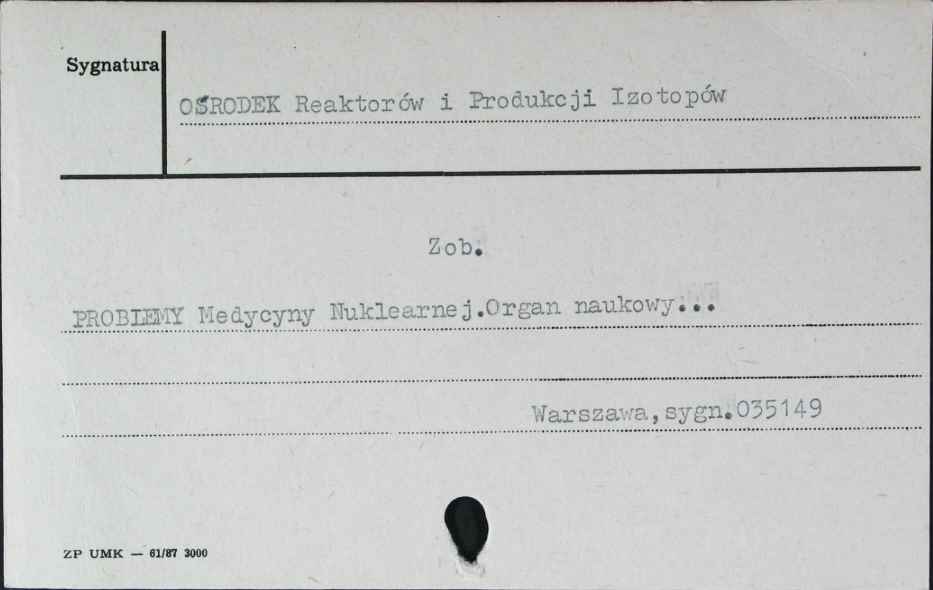 Sygnatura
OŚRODEK Reaktorów i Produkcji Izotopów
Zob.
PROBLEMY Medycyny Nuklearnej.Organ naukowy...
Warszawa,sygn.035149
ZP UMK — 61/87 3000